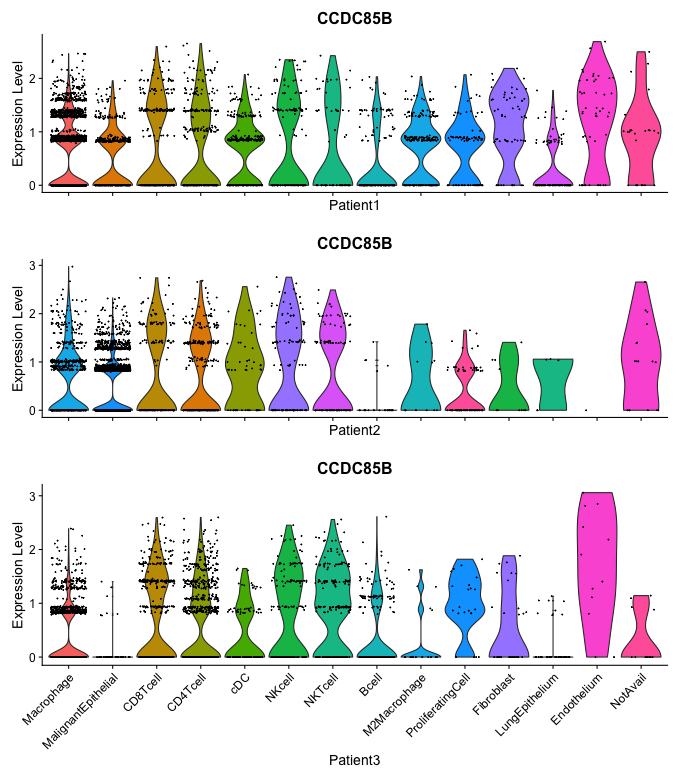 CCDC85B
Expression Level
2
1
0
Patient1
CCDC85B
Expression Level
3
2
1
0
Patient2
CCDC85B
Expression Level
3
2
1
0
Macrophage
MalignantEpithelial
CD8Tcell
CD4Tcell
cDC
NKcell
NKTcell
Bcell
M2Macrophage
ProliferatingCell
Fibroblast
LungEpithelium
Endothelium
NotAvail
Patient3